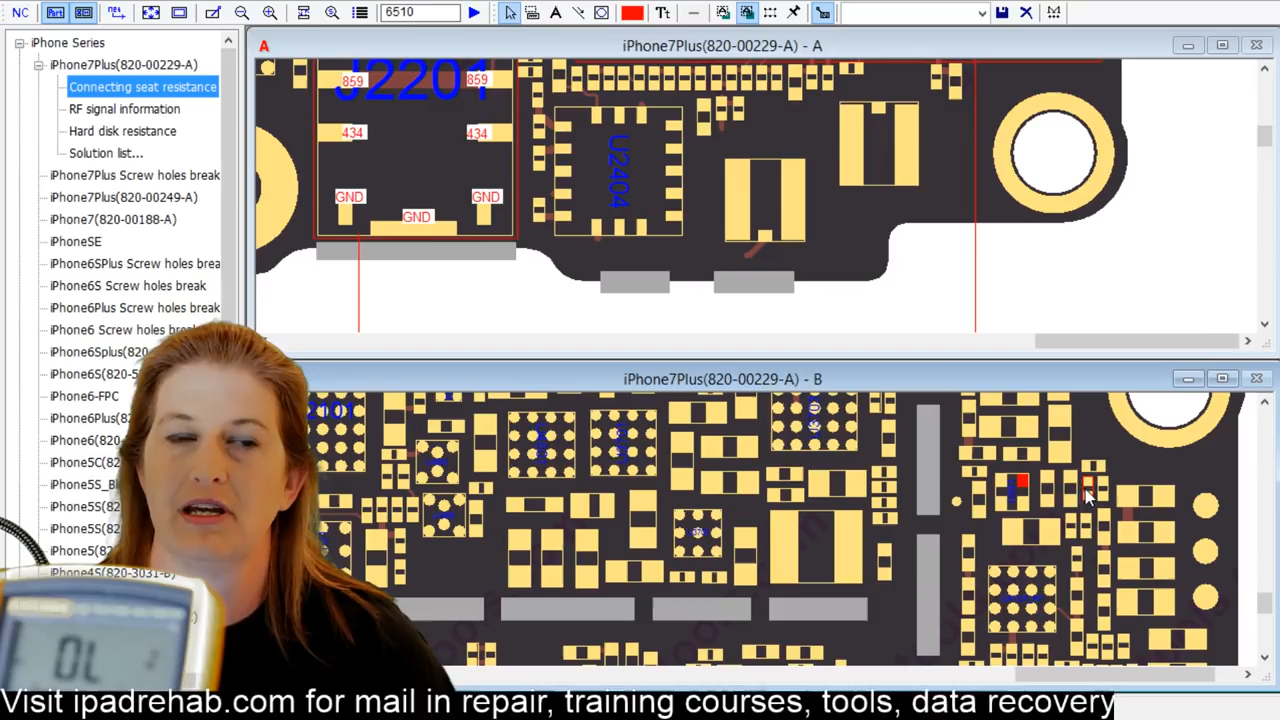 NC
Part
Net
6510
Tt
iPhone Series
iPhone7Plus(820-00229-A)
Connecting seat resistance
RF signal information
Hard disk resistance
Solution list...
iPhone7Plus Screw holes break
iPhone7Plus(820-00249-A)
iPhone7(820-00188-A)
iPhoneSE
iPhone6SPlus Screw holes break
iPhone6S Screw holes break
iPhone6Plus Screw holes break
iPhone6 Screw holes brea
iPhone6Splus(820-
iPhone6S(820-5
iPhone6-FPC
iPhone6Plus(82
iPhone6(820-
iPhone5C(82
iPhone5S_Bl
iPhone5S(
iPhone5S(
iPhone5(82
iPhone4S(820-3031-B)
A
iPhone7Plus(820-00229-A) - A
J2201
859
859
434
434
GND
GND
GND
U2404
iPhone7Plus(820-00229-A) - B
OL
Visit ipadrehab.com for mail in repair, training courses, tools, data recovery